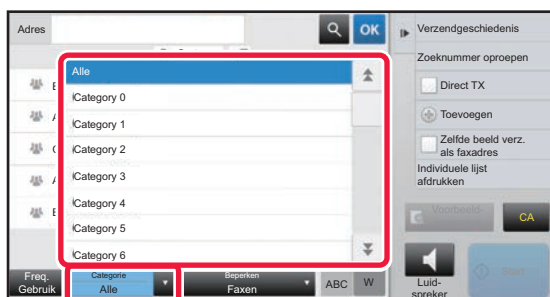 Adres
OK
Alle
Category 0
Category 1
Category 2
Category 3
Category 4
Category 5
Category 6
Freq.
Gebruik
Categorie
Alle
Beperken
Faxen
ABC
W
Verzendgeschiedenis
Zoeknummer oproepen
Direct TX
Toevoegen
Zelfde beeld verz.
als faxadres
Individuele lijst
afdrukken
Voorbeeld-
CA
Luid-
spreker
Start